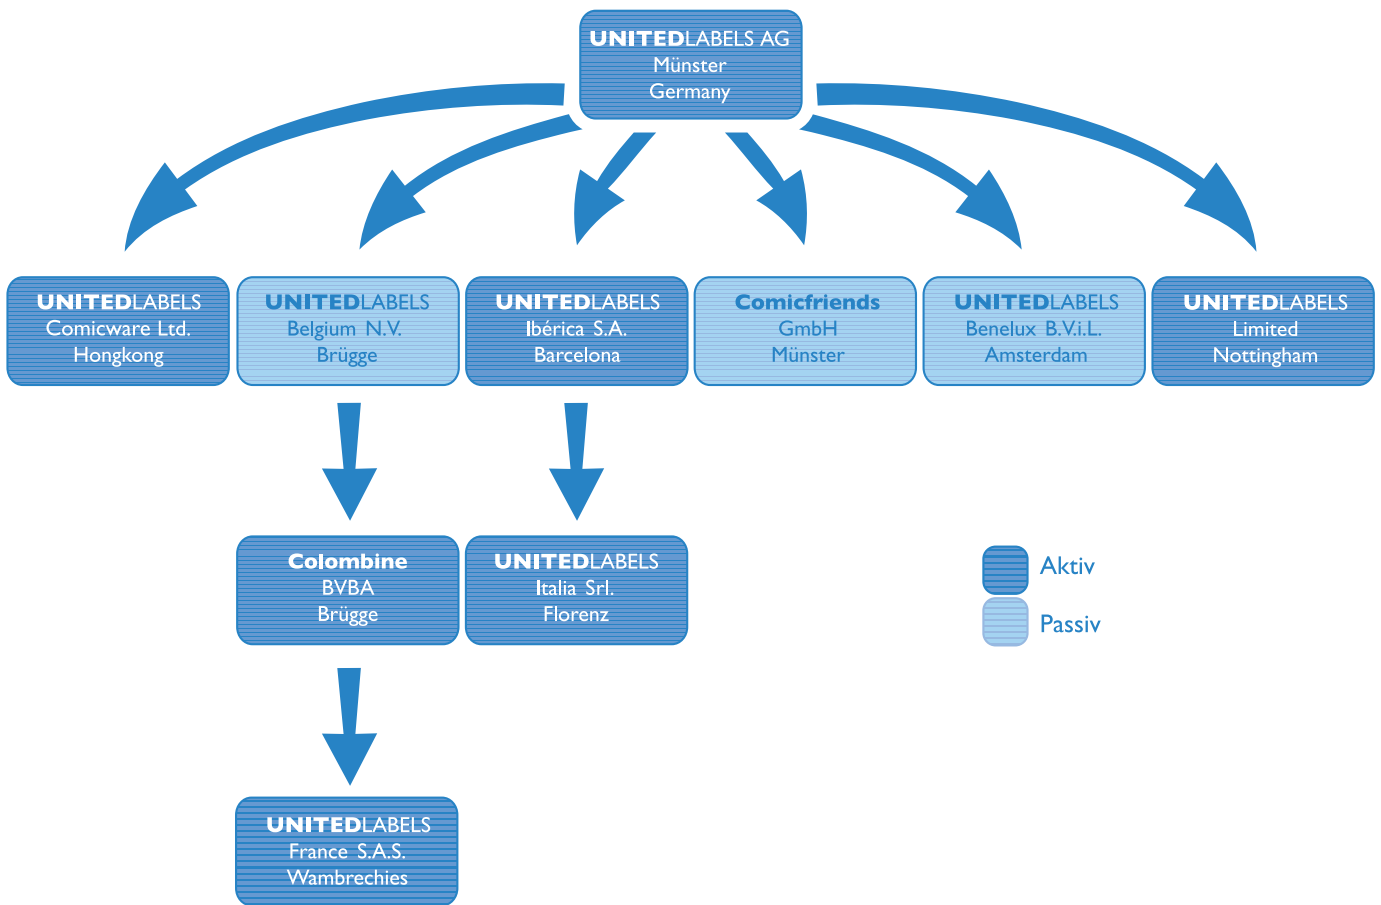 UNITEDLABELS AG
Münster
Germany
UNITEDLABELS
Comicware Ltd.
Hongkong
UNITEDLABELS
Belgium N.V.
Brügge
UNITEDLABELS
Ibérica S.A.
Barcelona
Comicfriends
GmbH
Münster
UNITEDLABELS
Benelux B.V.i.L.
Amsterdam
UNITEDLABELS
Limited
Nottingham
Colombine
BVBA
Brügge
UNITEDLABELS
Italia Srl.
Florenz
Aktiv
Passiv
UNITEDLABELS
France S.A.S.
Wambrechies